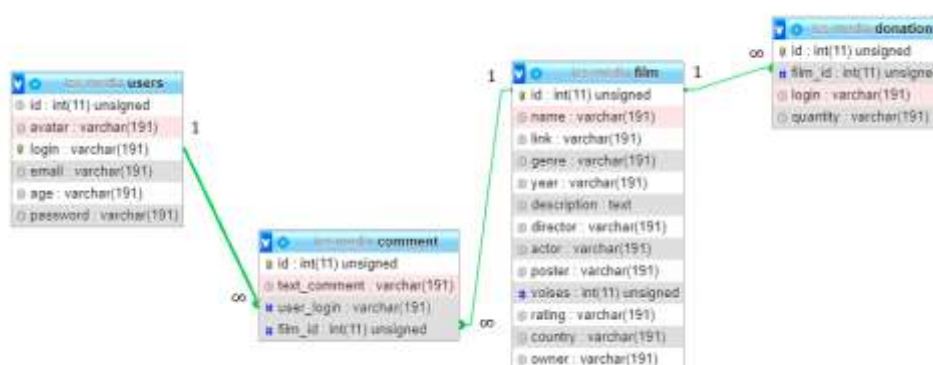 users
id : int(11) unsigned
avatar : varchar(191)
login : varchar(191)
email : varchar(191)
age : varchar(191)
password : varchar(191)
1
∞
comment
id : int(11) unsigned
text_comment : varchar(191)
user_login : varchar(191)
film_id : int(11) unsigned
∞
1
film
id : int(11) unsigned
name : varchar(191)
link : varchar(191)
genre : varchar(191)
year : varchar(191)
description : text
director : varchar(191)
actor : varchar(191)
poster : varchar(191)
voises : int(11) unsigned
rating : varchar(191)
country : varchar(191)
owner : varchar(191)
1
∞
donation
id : int(11) unsigned
film_id : int(11) unsigne
login : varchar(191)
quantity : varchar(191)